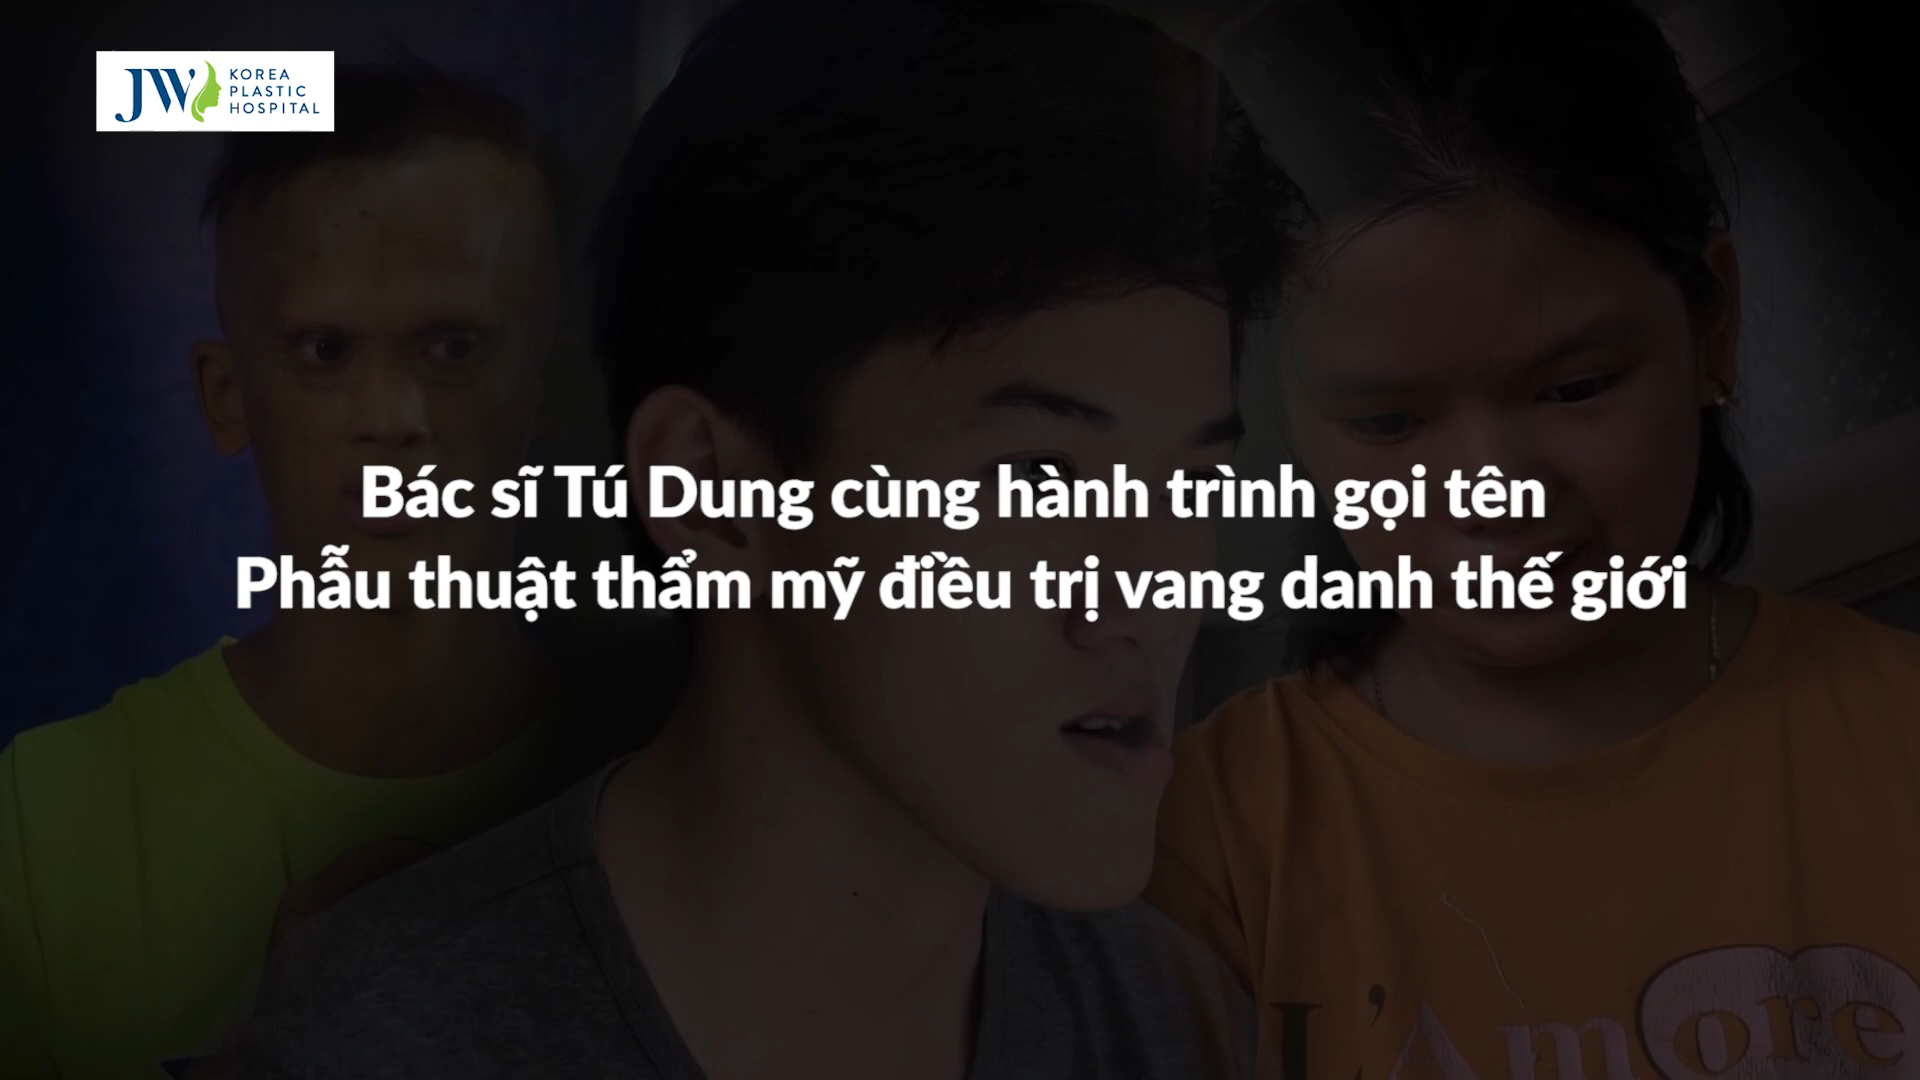 JW
KOREA
PLASTIC
HOSPITAL
Bác sĩ Tú Dung cùng hành trình gọi tên
Phẫu thuật thẩm mỹ điều trị vang danh thế giới
L'Amore